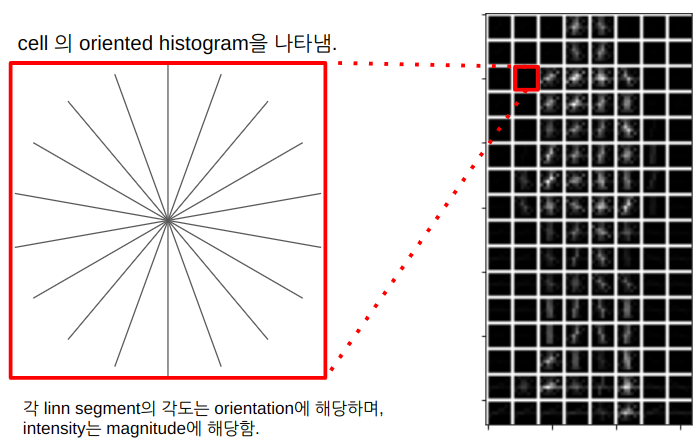 cell 의 oriented histogram을 나타냄.
각 linn segment의 각도는 orientation에 해당하며,
intensity는 magnitude에 해당함.